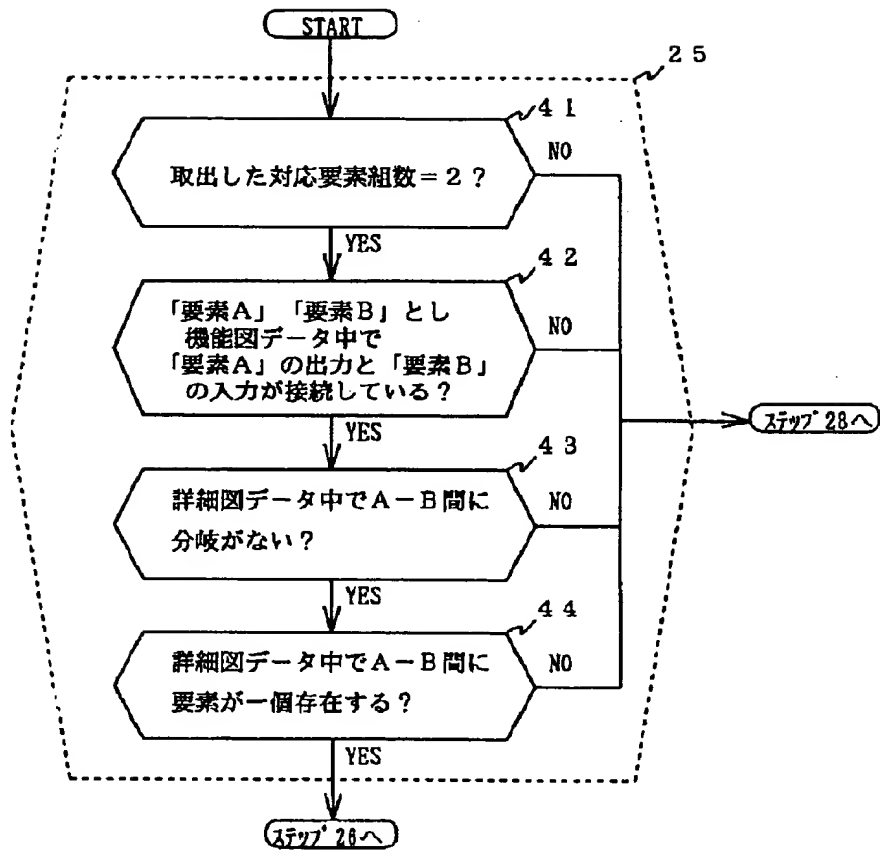 START
２５
４１
取出した対応要素組数＝２？
NO
YES
４２
「要素Ａ」「要素Ｂ」とし
機能図データ中で
「要素Ａ」の出力と「要素Ｂ」
の入力が接続している？
NO
YES
ｽﾃｯﾌﾟ28へ
４３
詳細図データ中でＡ－Ｂ間に
分岐がない？
NO
YES
４４
詳細図データ中でＡ－Ｂ間に
要素が一個存在する？
NO
YES
ｽﾃｯﾌﾟ26へ